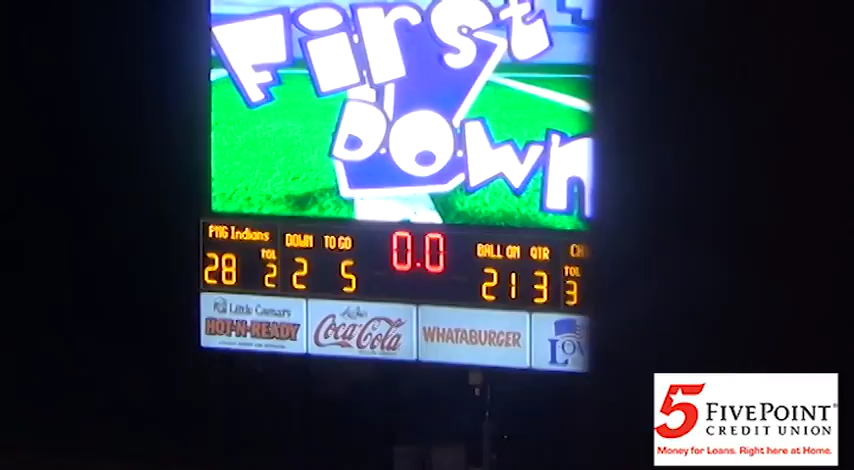 First
Down
PNG Indians DOWN TO GO 0.0 BALL ON QTR CH
TOL TOL
28 2 2 5 21 3 3
Little Caesars
HOT-N-READY
Coca-Cola
WHATABURGER
LOW
5 FIVEPOINT
CREDIT UNION
Money for Loans. Right here at Home.